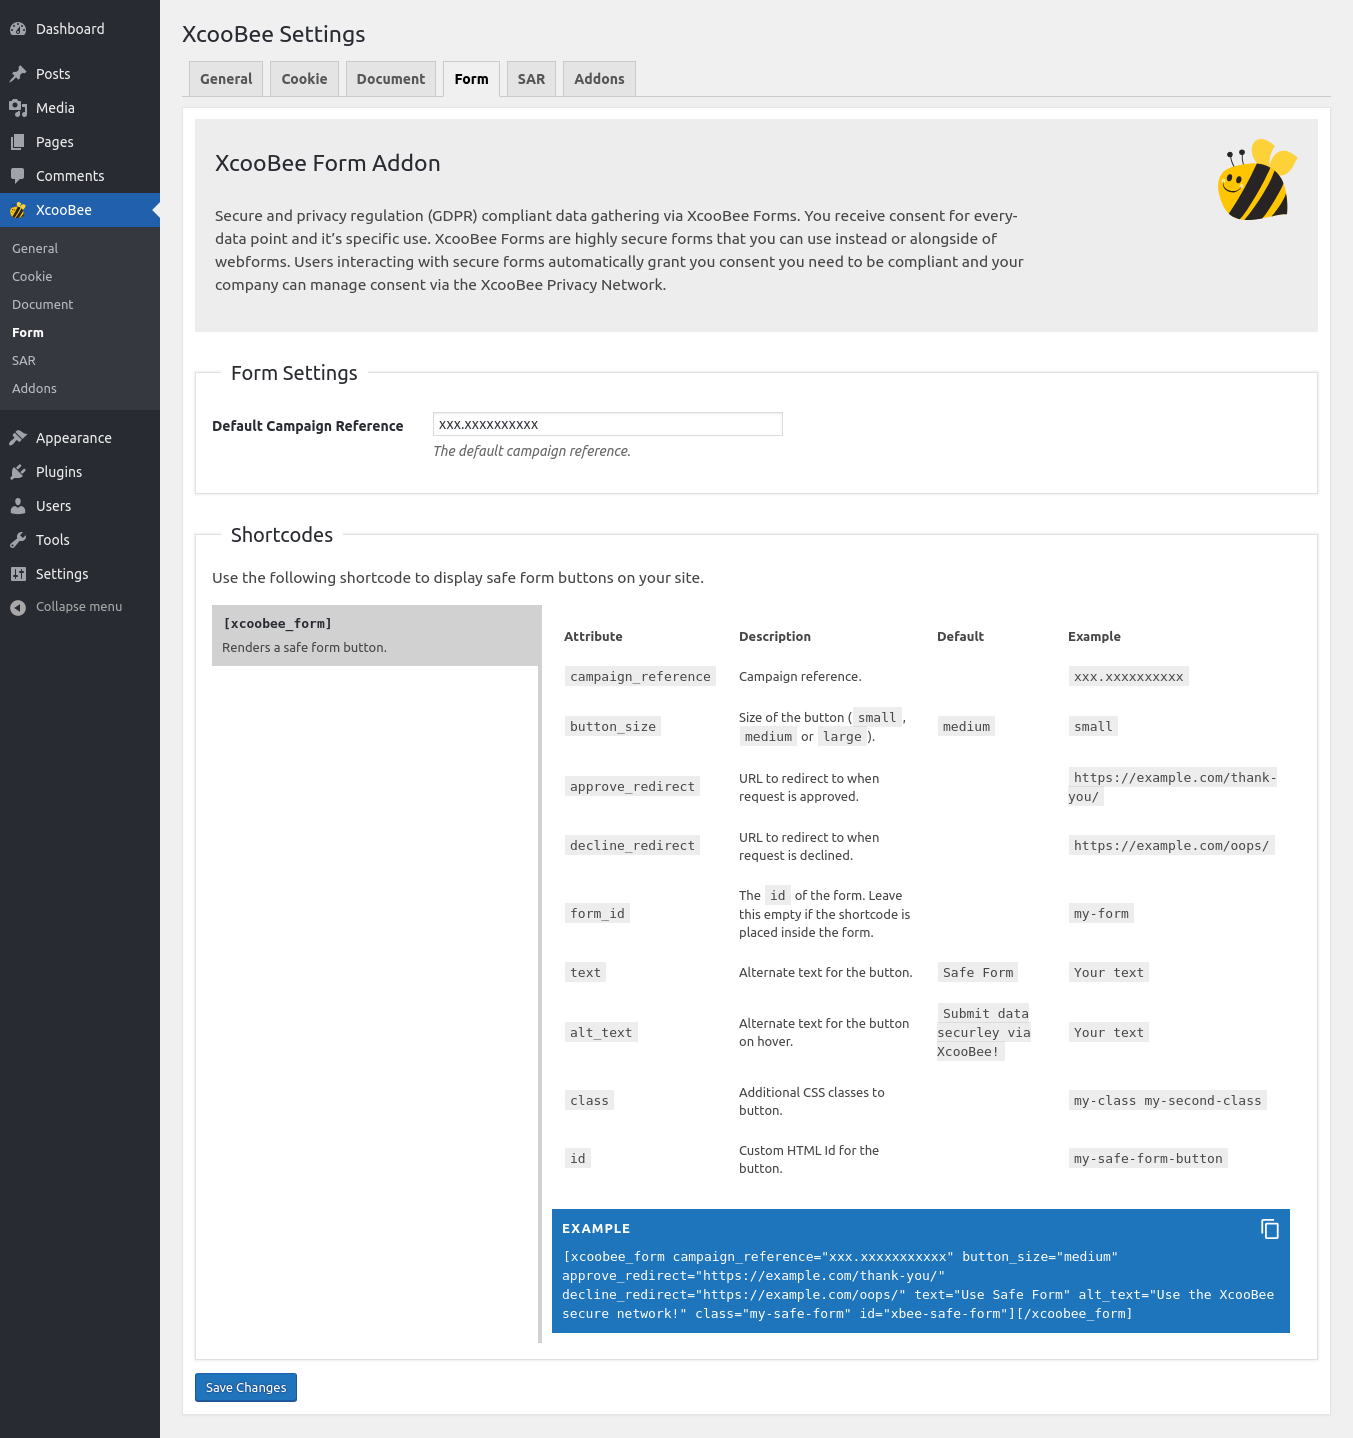 Dashboard
Posts
Media
Pages
Comments
XcooBee
General
Cookie
Document
Form
SAR
Addons
Appearance
Plugins
Users
Tools
Settings
Collapse menu
XcooBee Settings
General Cookie Document Form SAR Addons
XcooBee Form Addon
Secure and privacy regulation (GDPR) compliant data gathering via XcooBee Forms. You receive consent for every-
data point and it's specific use. XcooBee Forms are highly secure forms that you can use instead or alongside of
webforms. Users interacting with secure forms automatically grant you consent you need to be compliant and your
company can manage consent via the XcooBee Privacy Network.
Form Settings
Default Campaign Reference xxx.xxxxxxxxxx
The default campaign reference.
Shortcodes
Use the following shortcode to display safe form buttons on your site.
[xcoobee_form]
Renders a safe form button.
Attribute Description Default Example
campaign_reference Campaign reference. xxx.xxxxxxxxxx
button_size Size of the button ( small ,
medium or large ). medium small
approve_redirect URL to redirect to when
request is approved. https://example.com/thank-
you/
decline_redirect URL to redirect to when
request is declined. https://example.com/oops/
form_id The id of the form. Leave
this empty if the shortcode is
placed inside the form. my-form
text Alternate text for the button. Safe Form Your text
alt_text Alternate text for the button
on hover. Submit data
securley via
XcooBee! Your text
class Additional CSS classes to
button. my-class my-second-class
id Custom HTML Id for the
button. my-safe-form-button
EXAMPLE
[xcoobee_form campaign_reference="xxx.xxxxxxxxxxx" button_size="medium"
approve_redirect="https://example.com/thank-you/"
decline_redirect="https://example.com/oops/" text="Use Safe Form" alt_text="Use the XcooBee
secure network!" class="my-safe-form" id="xbee-safe-form"][/xcoobee_form]
Save Changes